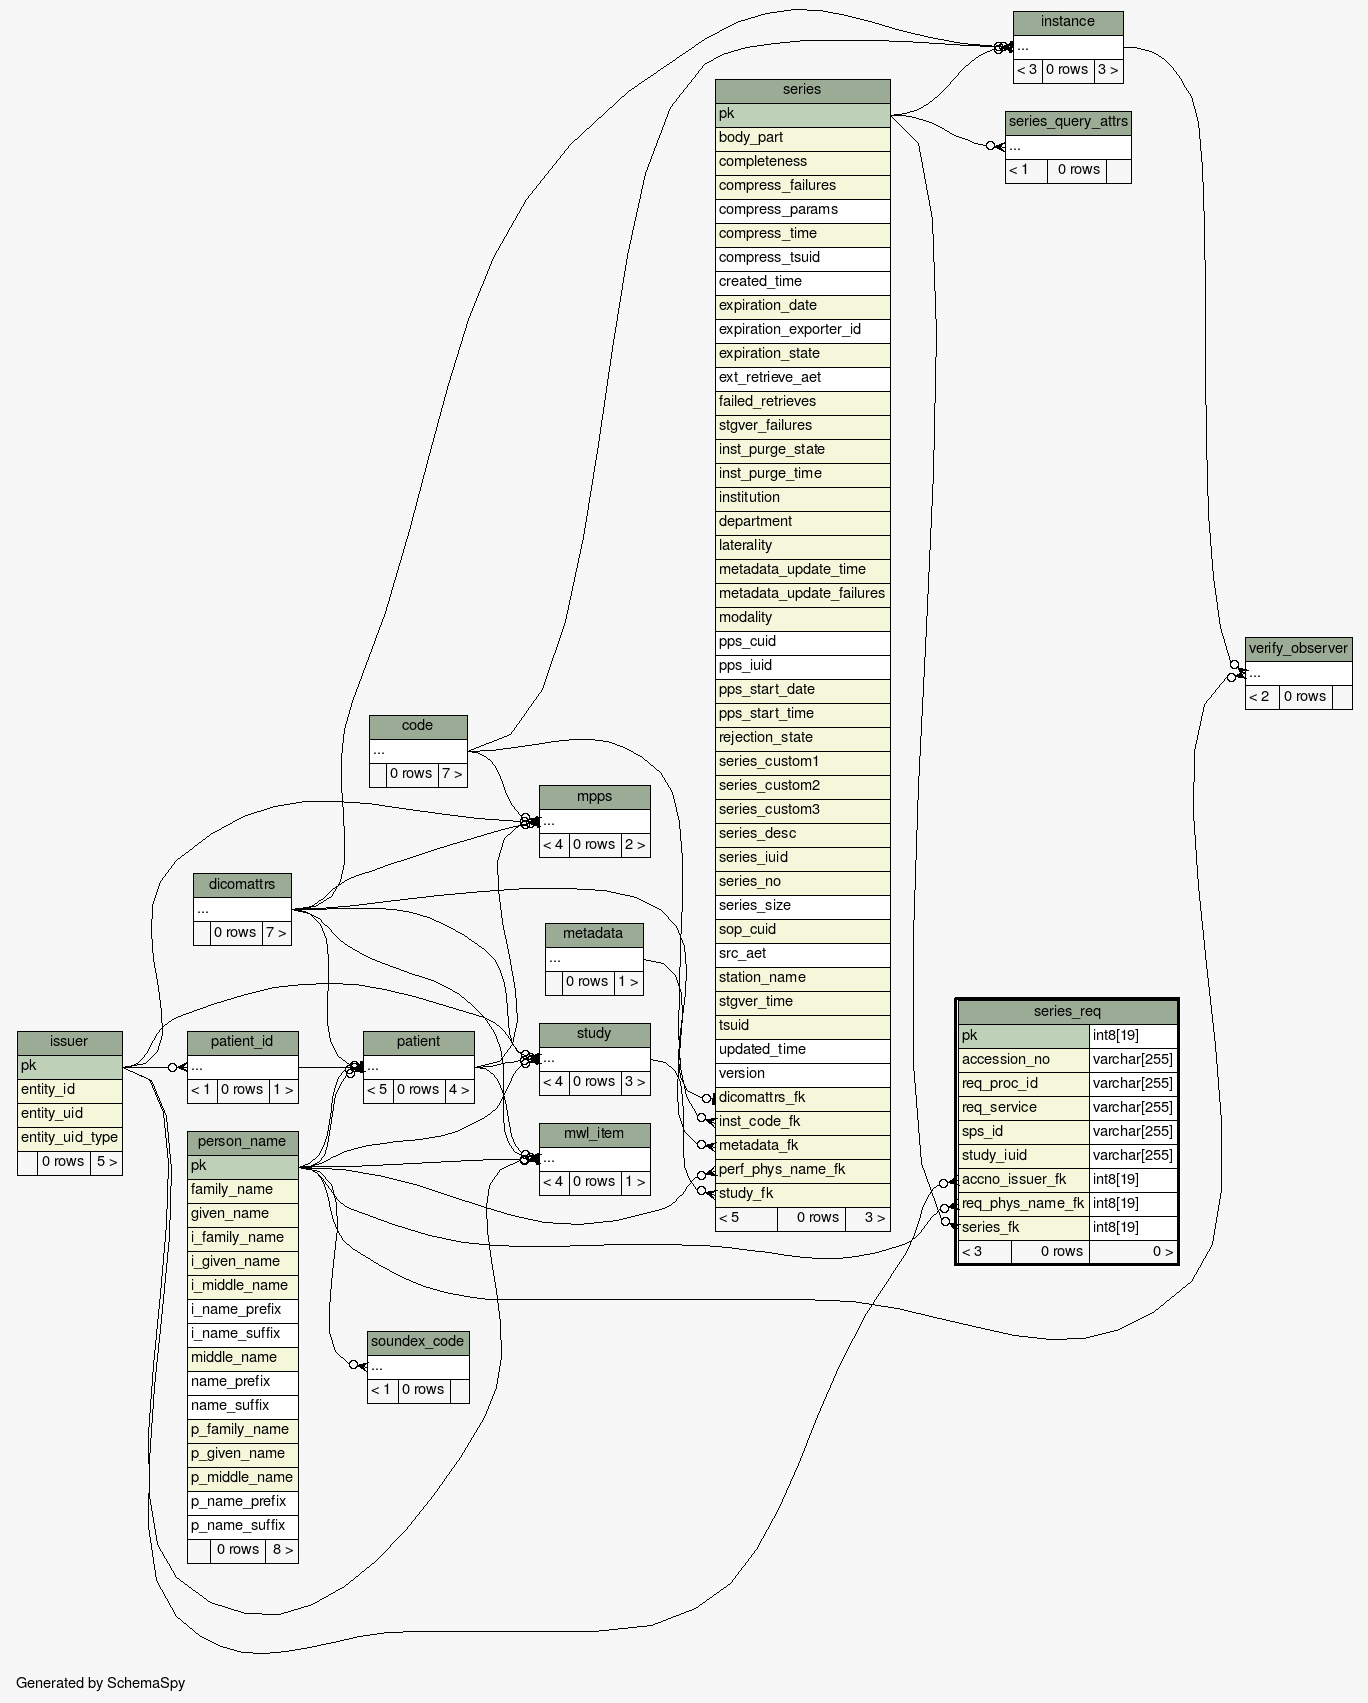 instance
...
< 3 0 rows 3 >
series
pk
body_part
completeness
compress_failures
compress_params
compress_time
compress_tsuid
created_time
expiration_date
expiration_exporter_id
expiration_state
ext_retrieve_aet
failed_retrieves
stgver_failures
inst_purge_state
inst_purge_time
institution
department
laterality
metadata_update_time
metadata_update_failures
modality
pps_cuid
pps_iuid
pps_start_date
pps_start_time
rejection_state
series_custom1
series_custom2
series_custom3
series_desc
series_iuid
series_no
series_size
sop_cuid
src_aet
station_name
stgver_time
tsuid
updated_time
version
dicomattrs_fk
inst_code_fk
metadata_fk
perf_phys_name_fk
study_fk
< 5 0 rows 3 >
series_query_attrs
...
< 1 0 rows
verify_observer
...
< 2 0 rows
code
...
0 rows 7 >
mpps
...
< 4 0 rows 2 >
dicomattrs
...
0 rows 7 >
metadata
...
0 rows 1 >
series_req
pk int8[19]
accession_no varchar[255]
req_proc_id varchar[255]
req_service varchar[255]
sps_id varchar[255]
study_iuid varchar[255]
accno_issuer_fk int8[19]
req_phys_name_fk int8[19]
series_fk int8[19]
< 3 0 rows 0 >
issuer
pk
entity_id
entity_uid
entity_uid_type
0 rows 5 >
patient_id
...
< 1 0 rows 1 >
patient
...
< 5 0 rows 4 >
study
...
< 4 0 rows 3 >
mwl_item
...
< 4 0 rows 1 >
person_name
pk
family_name
given_name
i_family_name
i_given_name
i_middle_name
i_name_prefix
i_name_suffix
middle_name
name_prefix
name_suffix
p_family_name
p_given_name
p_middle_name
p_name_prefix
p_name_suffix
0 rows 8 >
soundex_code
...
< 1 0 rows
Generated by SchemaSpy